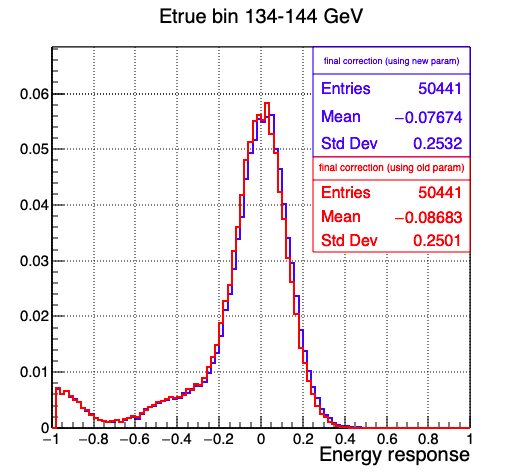 Etrue bin 134-144 GeV
final correction (using new param)
Entries 50441
Mean −0.07674
Std Dev 0.2532
final correction (using old param)
Entries 50441
Mean −0.08683
Std Dev 0.2501
0.06
0.05
0.04
0.03
0.02
0.01
0
−1 −0.8 −0.6 −0.4 −0.2 0 0.2 0.4 0.6 0.8 1
Energy response